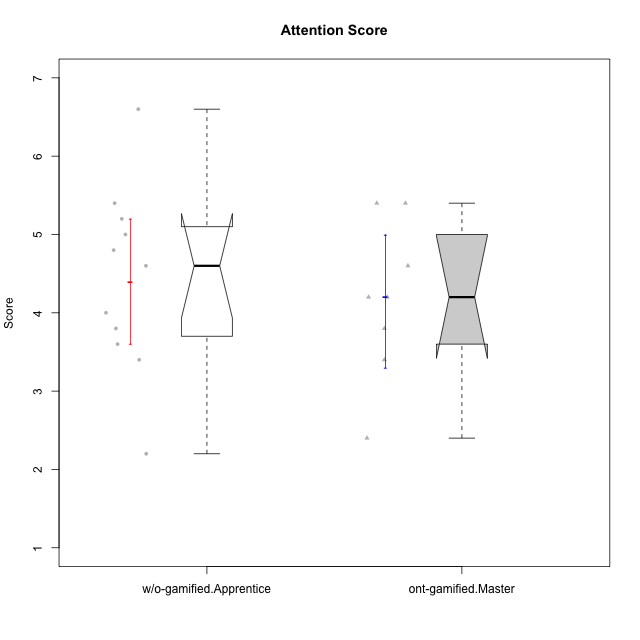 Attention Score
Score
7
6
5
4
3
2
1
w/o-gamified.Apprentice
ont-gamified.Master